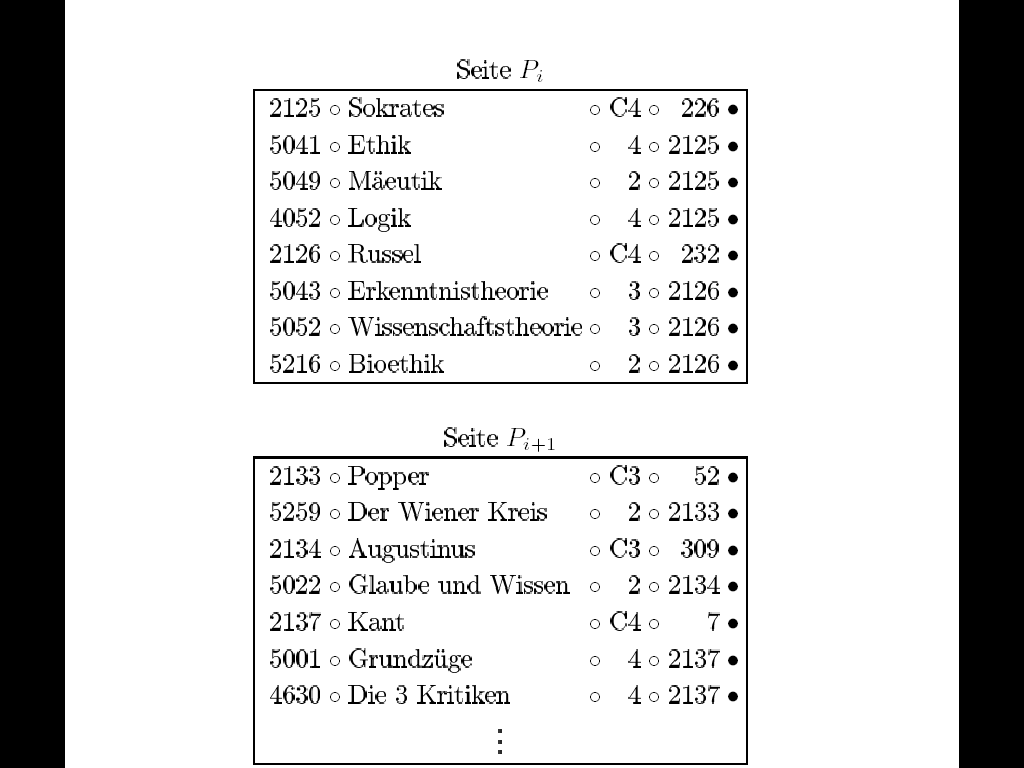 Seite P_i
2125 ○ Sokrates ○ C4 ○ 226 ●
5041 ○ Ethik ○ 4 ○ 2125 ●
5049 ○ Mäeutik ○ 2 ○ 2125 ●
4052 ○ Logik ○ 4 ○ 2125 ●
2126 ○ Russel ○ C4 ○ 232 ●
5043 ○ Erkenntnistheorie ○ 3 ○ 2126 ●
5052 ○ Wissenschaftstheorie ○ 3 ○ 2126 ●
5216 ○ Bioethik ○ 2 ○ 2126 ●
Seite P_{i+1}
2133 ○ Popper ○ C3 ○ 52 ●
5259 ○ Der Wiener Kreis ○ 2 ○ 2133 ●
2134 ○ Augustinus ○ C3 ○ 309 ●
5022 ○ Glaube und Wissen ○ 2 ○ 2134 ●
2137 ○ Kant ○ C4 ○ 7 ●
5001 ○ Grundzüge ○ 4 ○ 2137 ●
4630 ○ Die 3 Kritiken ○ 4 ○ 2137 ●
⋮